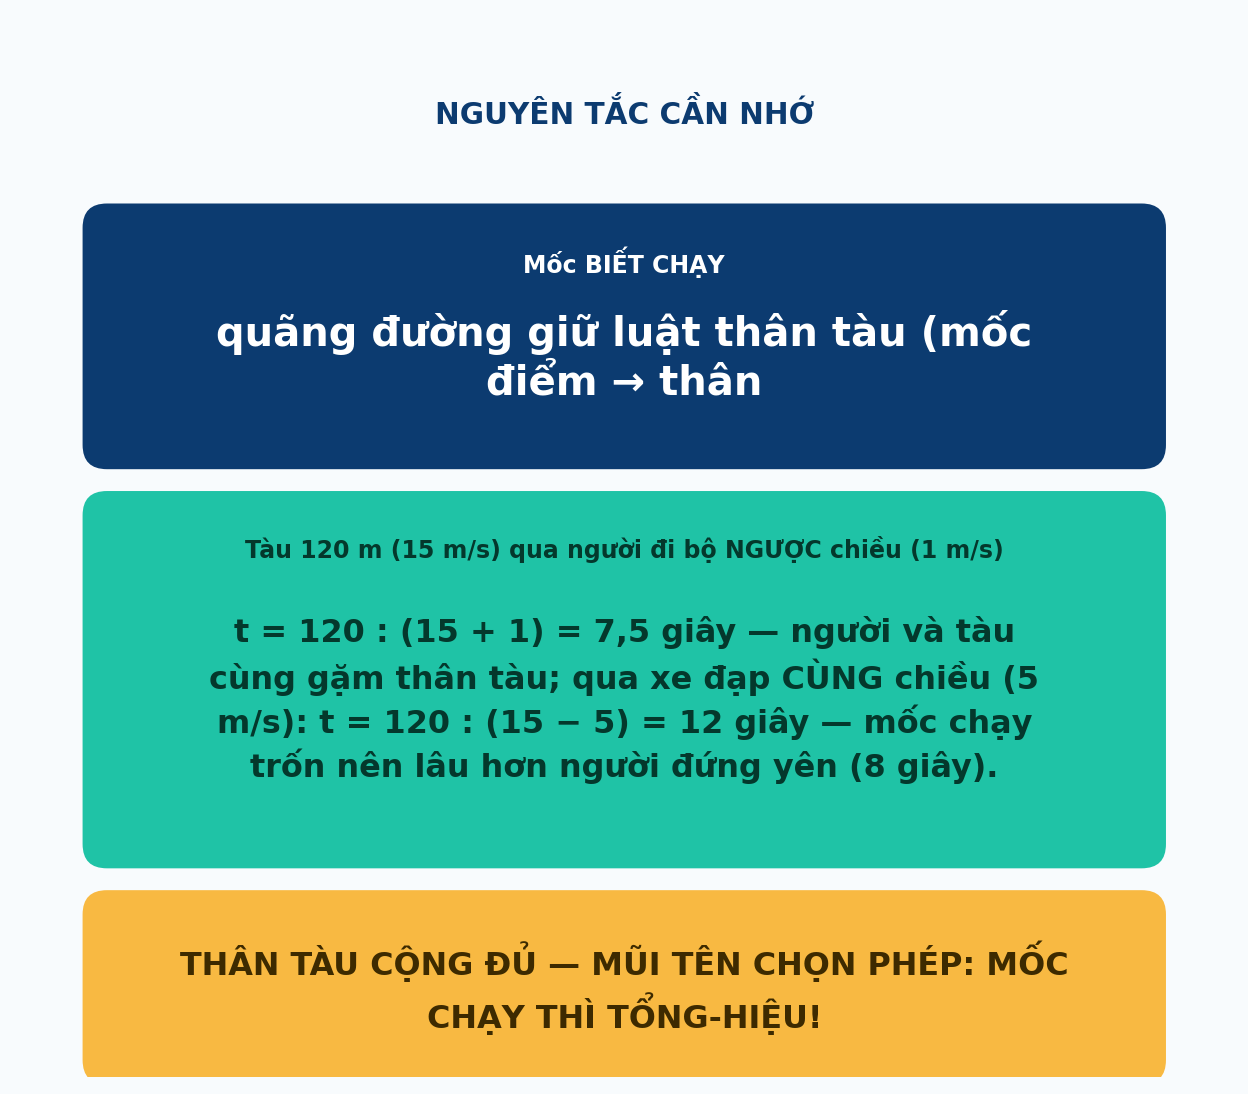 NGUYÊN TẮC CẦN NHỚ
Mốc BIẾT CHẠY
quãng đường giữ luật thân tàu (mốc
điểm → thân
Tàu 120 m (15 m/s) qua người đi bộ NGƯỢC chiều (1 m/s)
t = 120 : (15 + 1) = 7,5 giây — người và tàu
cùng gặm thân tàu; qua xe đạp CÙNG chiều (5
m/s): t = 120 : (15 − 5) = 12 giây — mốc chạy
trốn nên lâu hơn người đứng yên (8 giây).
THÂN TÀU CỘNG ĐỦ — MŨI TÊN CHỌN PHÉP: MỐC
CHẠY THÌ TỔNG-HIỆU!